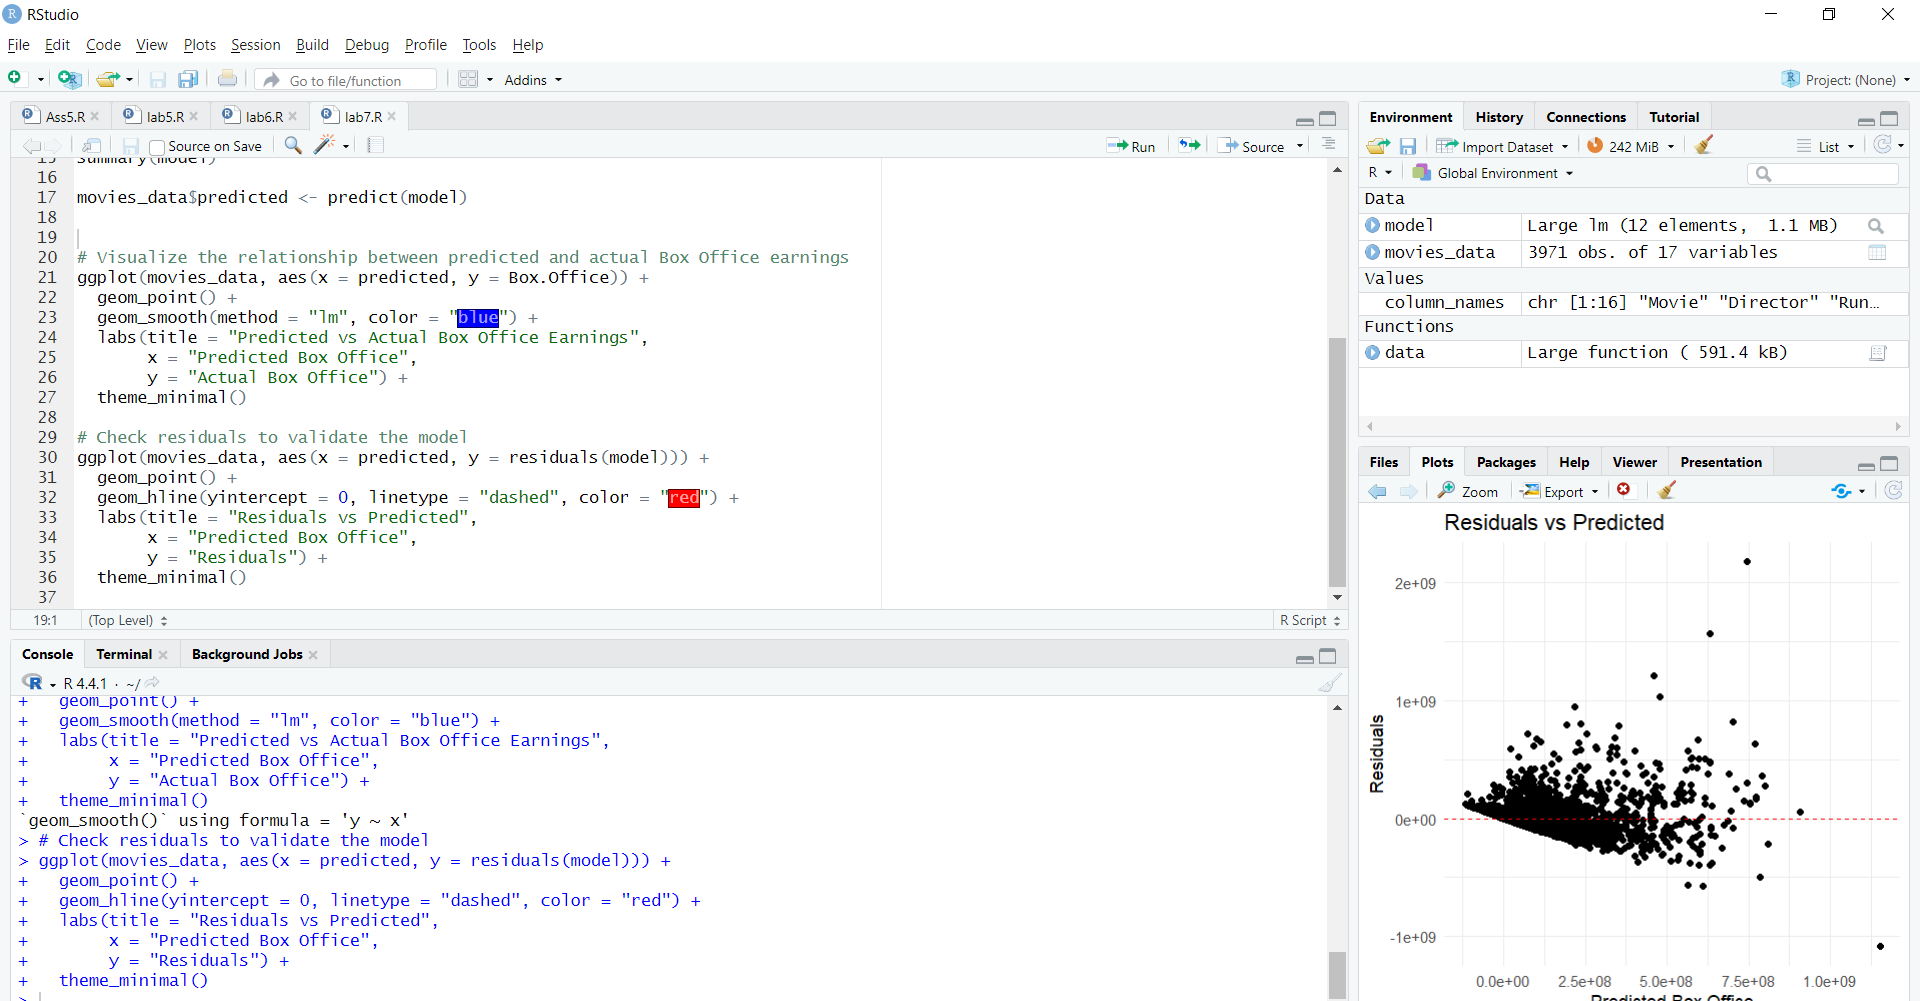 RStudio
File Edit Code View Plots Session Build Debug Profile Tools Help
Go to file/function Addins Project: (None)
Ass5.R lab5.R lab6.R lab7.R
Source on Save Run Source
15 summary(model)
16
17 movies_data$predicted <- predict(model)
18
19
20 # Visualize the relationship between predicted and actual Box Office earnings
21 ggplot(movies_data, aes(x = predicted, y = Box.Office)) +
22 geom_point() +
23 geom_smooth(method = "lm", color = "blue") +
24 labs(title = "Predicted vs Actual Box Office Earnings",
25 x = "Predicted Box Office",
26 y = "Actual Box Office") +
27 theme_minimal()
28
29 # Check residuals to validate the model
30 ggplot(movies_data, aes(x = predicted, y = residuals(model))) +
31 geom_point() +
32 geom_hline(yintercept = 0, linetype = "dashed", color = "red") +
33 labs(title = "Residuals vs Predicted",
34 x = "Predicted Box Office",
35 y = "Residuals") +
36 theme_minimal()
37
19:1 (Top Level) R Script
Console Terminal Background Jobs
R 4.4.1 · ~/
+ geom_point() +
+ geom_smooth(method = "lm", color = "blue") +
+ labs(title = "Predicted vs Actual Box Office Earnings",
+ x = "Predicted Box Office",
+ y = "Actual Box Office") +
+ theme_minimal()
`geom_smooth()` using formula = 'y ~ x'
> # Check residuals to validate the model
> ggplot(movies_data, aes(x = predicted, y = residuals(model))) +
+ geom_point() +
+ geom_hline(yintercept = 0, linetype = "dashed", color = "red") +
+ labs(title = "Residuals vs Predicted",
+ x = "Predicted Box Office",
+ y = "Residuals") +
+ theme_minimal()
>
Environment History Connections Tutorial
Import Dataset 242 MiB List
R Global Environment
Data
model Large lm (12 elements, 1.1 MB)
movies_data 3971 obs. of 17 variables
Values
column_names chr [1:16] "Movie" "Director" "Run…
Functions
data Large function ( 591.4 kB)
Files Plots Packages Help Viewer Presentation
Zoom Export
Residuals vs Predicted
2e+09
1e+09
0e+00
-1e+09
Residuals
0.0e+00 2.5e+08 5.0e+08 7.5e+08 1.0e+09
Predicted Box Office